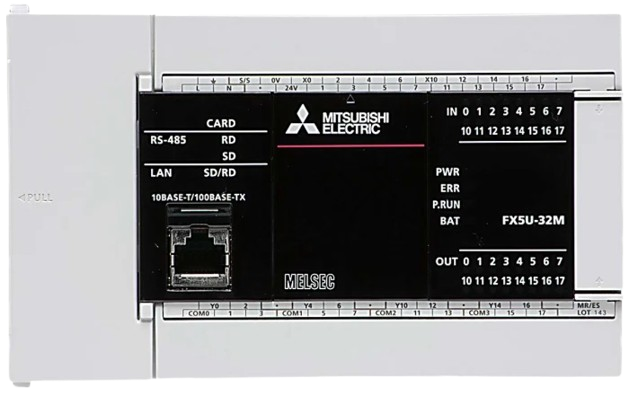 ⏚ S/S 0V X0 2 4 6 X10 12 14 16 •
L N • 24V 1 3 5 7 11 13 15 17
CARD
RS-485 RD
SD
LAN SD/RD
10BASE-T/100BASE-TX
MITSUBISHI
ELECTRIC
MELSEC
IN 0 1 2 3 4 5 6 7
10 11 12 13 14 15 16 17
PWR
ERR
P.RUN
BAT
FX5U-32M
OUT 0 1 2 3 4 5 6 7
10 11 12 13 14 15 16 17
◁PULL
Y0 2 • Y4 6 • Y10 12 • Y14 16 • MR/ES
COM0 1 3 COM1 5 7 COM2 11 13 COM3 15 17 LOT 143